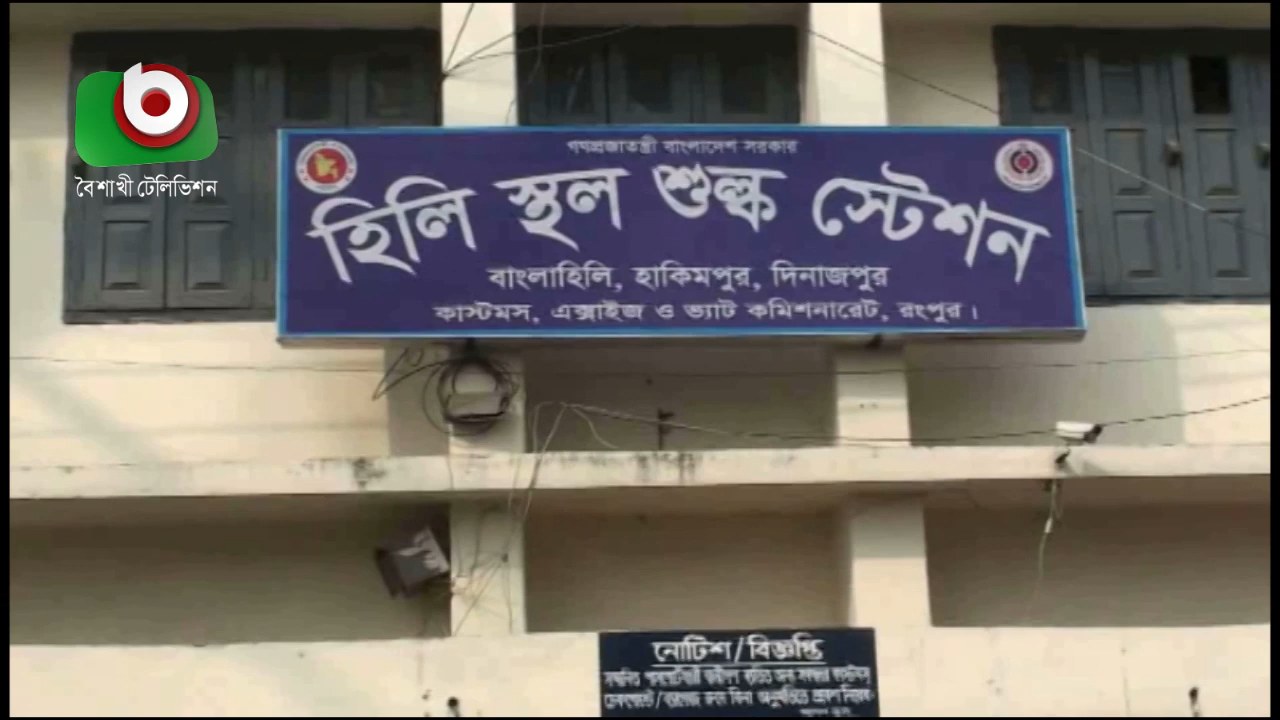 বৈশাখী টেলিভিশন
গণপ্রজাতন্ত্রী বাংলাদেশ সরকার
হিলি স্থল শুল্ক স্টেশন
বাংলাহিলি, হাকিমপুর, দিনাজপুর
কাস্টমস, এক্সাইজ ও ভ্যাট কমিশনারেট, রংপুর।
নোটিশ/বিজ্ঞপ্তি